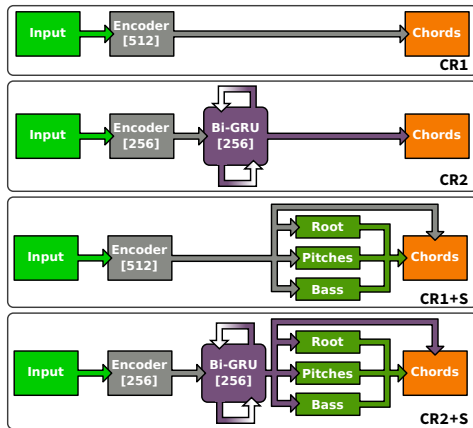 Input
Encoder
[512]
Chords
CR1
Input
Encoder
[256]
Bi-GRU
[256]
Chords
CR2
Input
Encoder
[512]
Root
Pitches
Bass
Chords
CR1+S
Input
Encoder
[256]
Bi-GRU
[256]
Root
Pitches
Bass
Chords
CR2+S